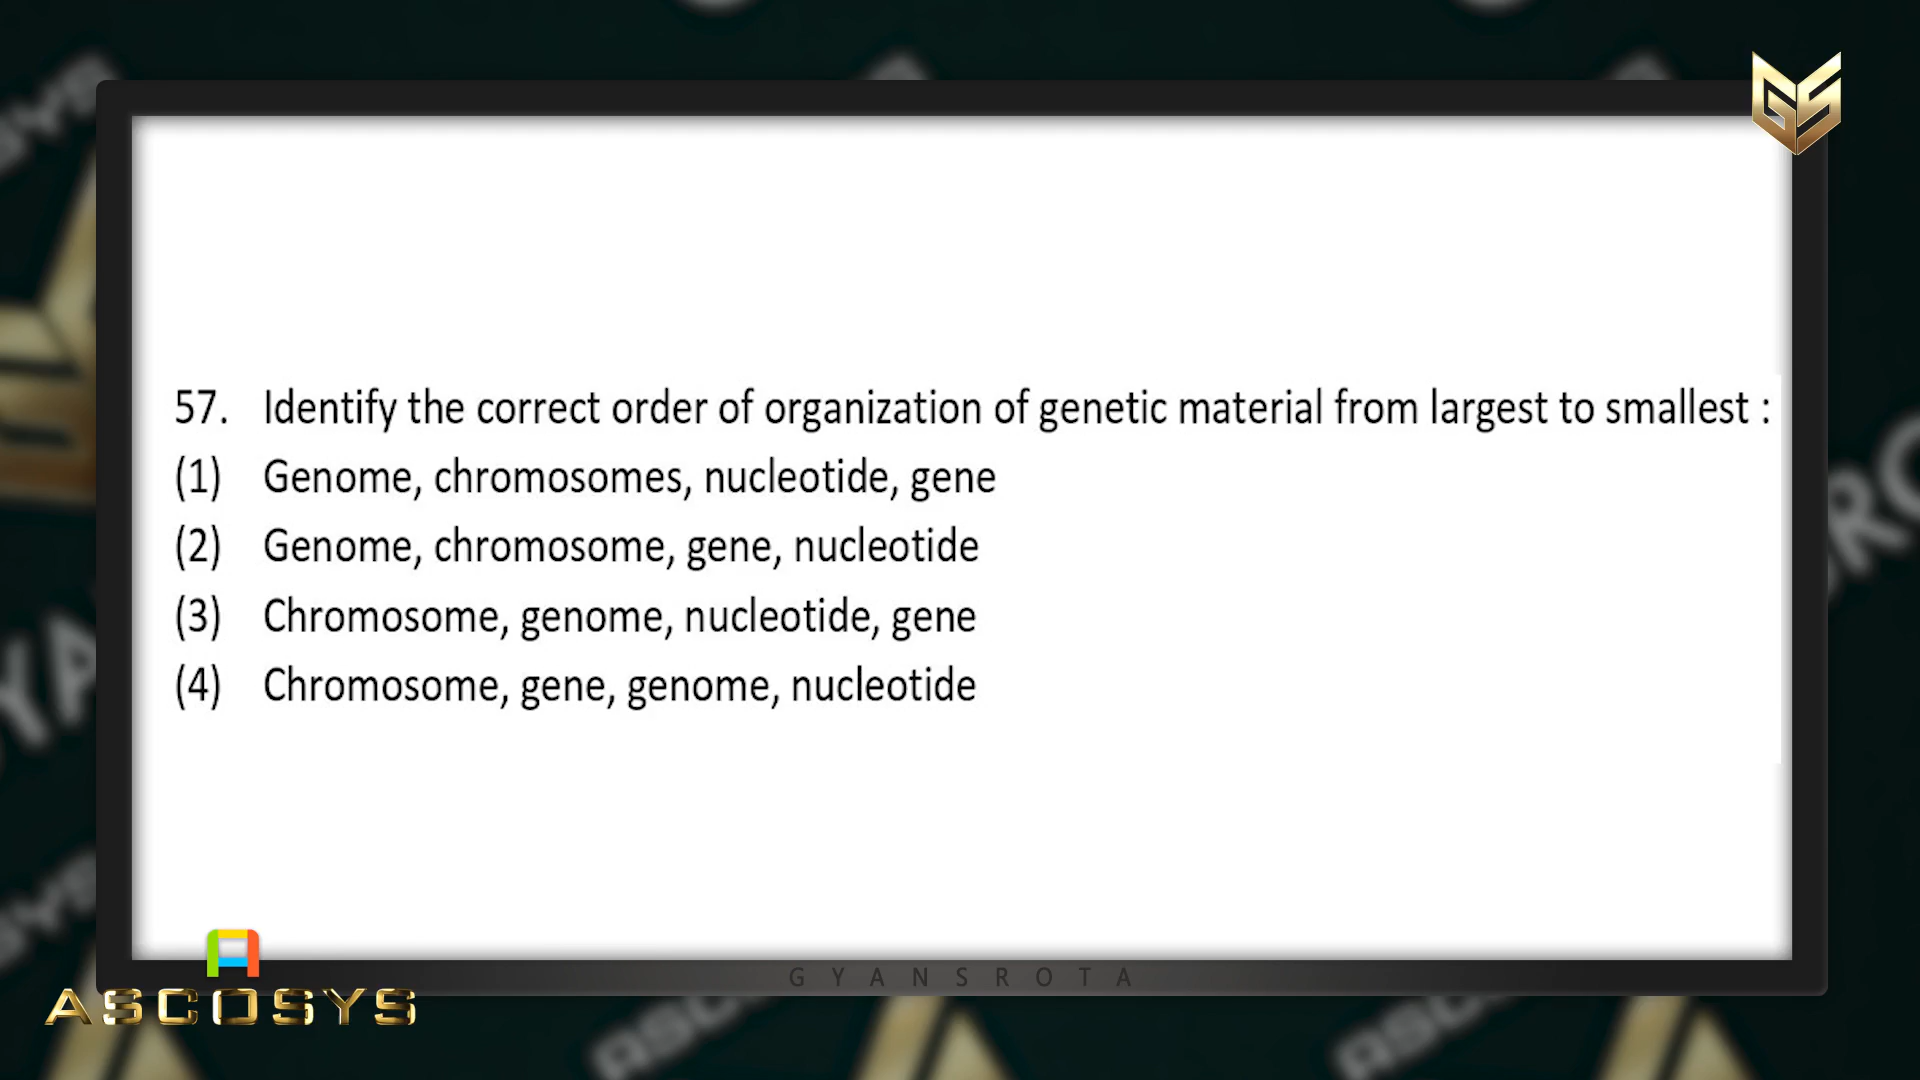 57. Identify the correct order of organization of genetic material from largest to smallest :
(1) Genome, chromosomes, nucleotide, gene
(2) Genome, chromosome, gene, nucleotide
(3) Chromosome, genome, nucleotide, gene
(4) Chromosome, gene, genome, nucleotide
GYANSROTA
ASCOSYS